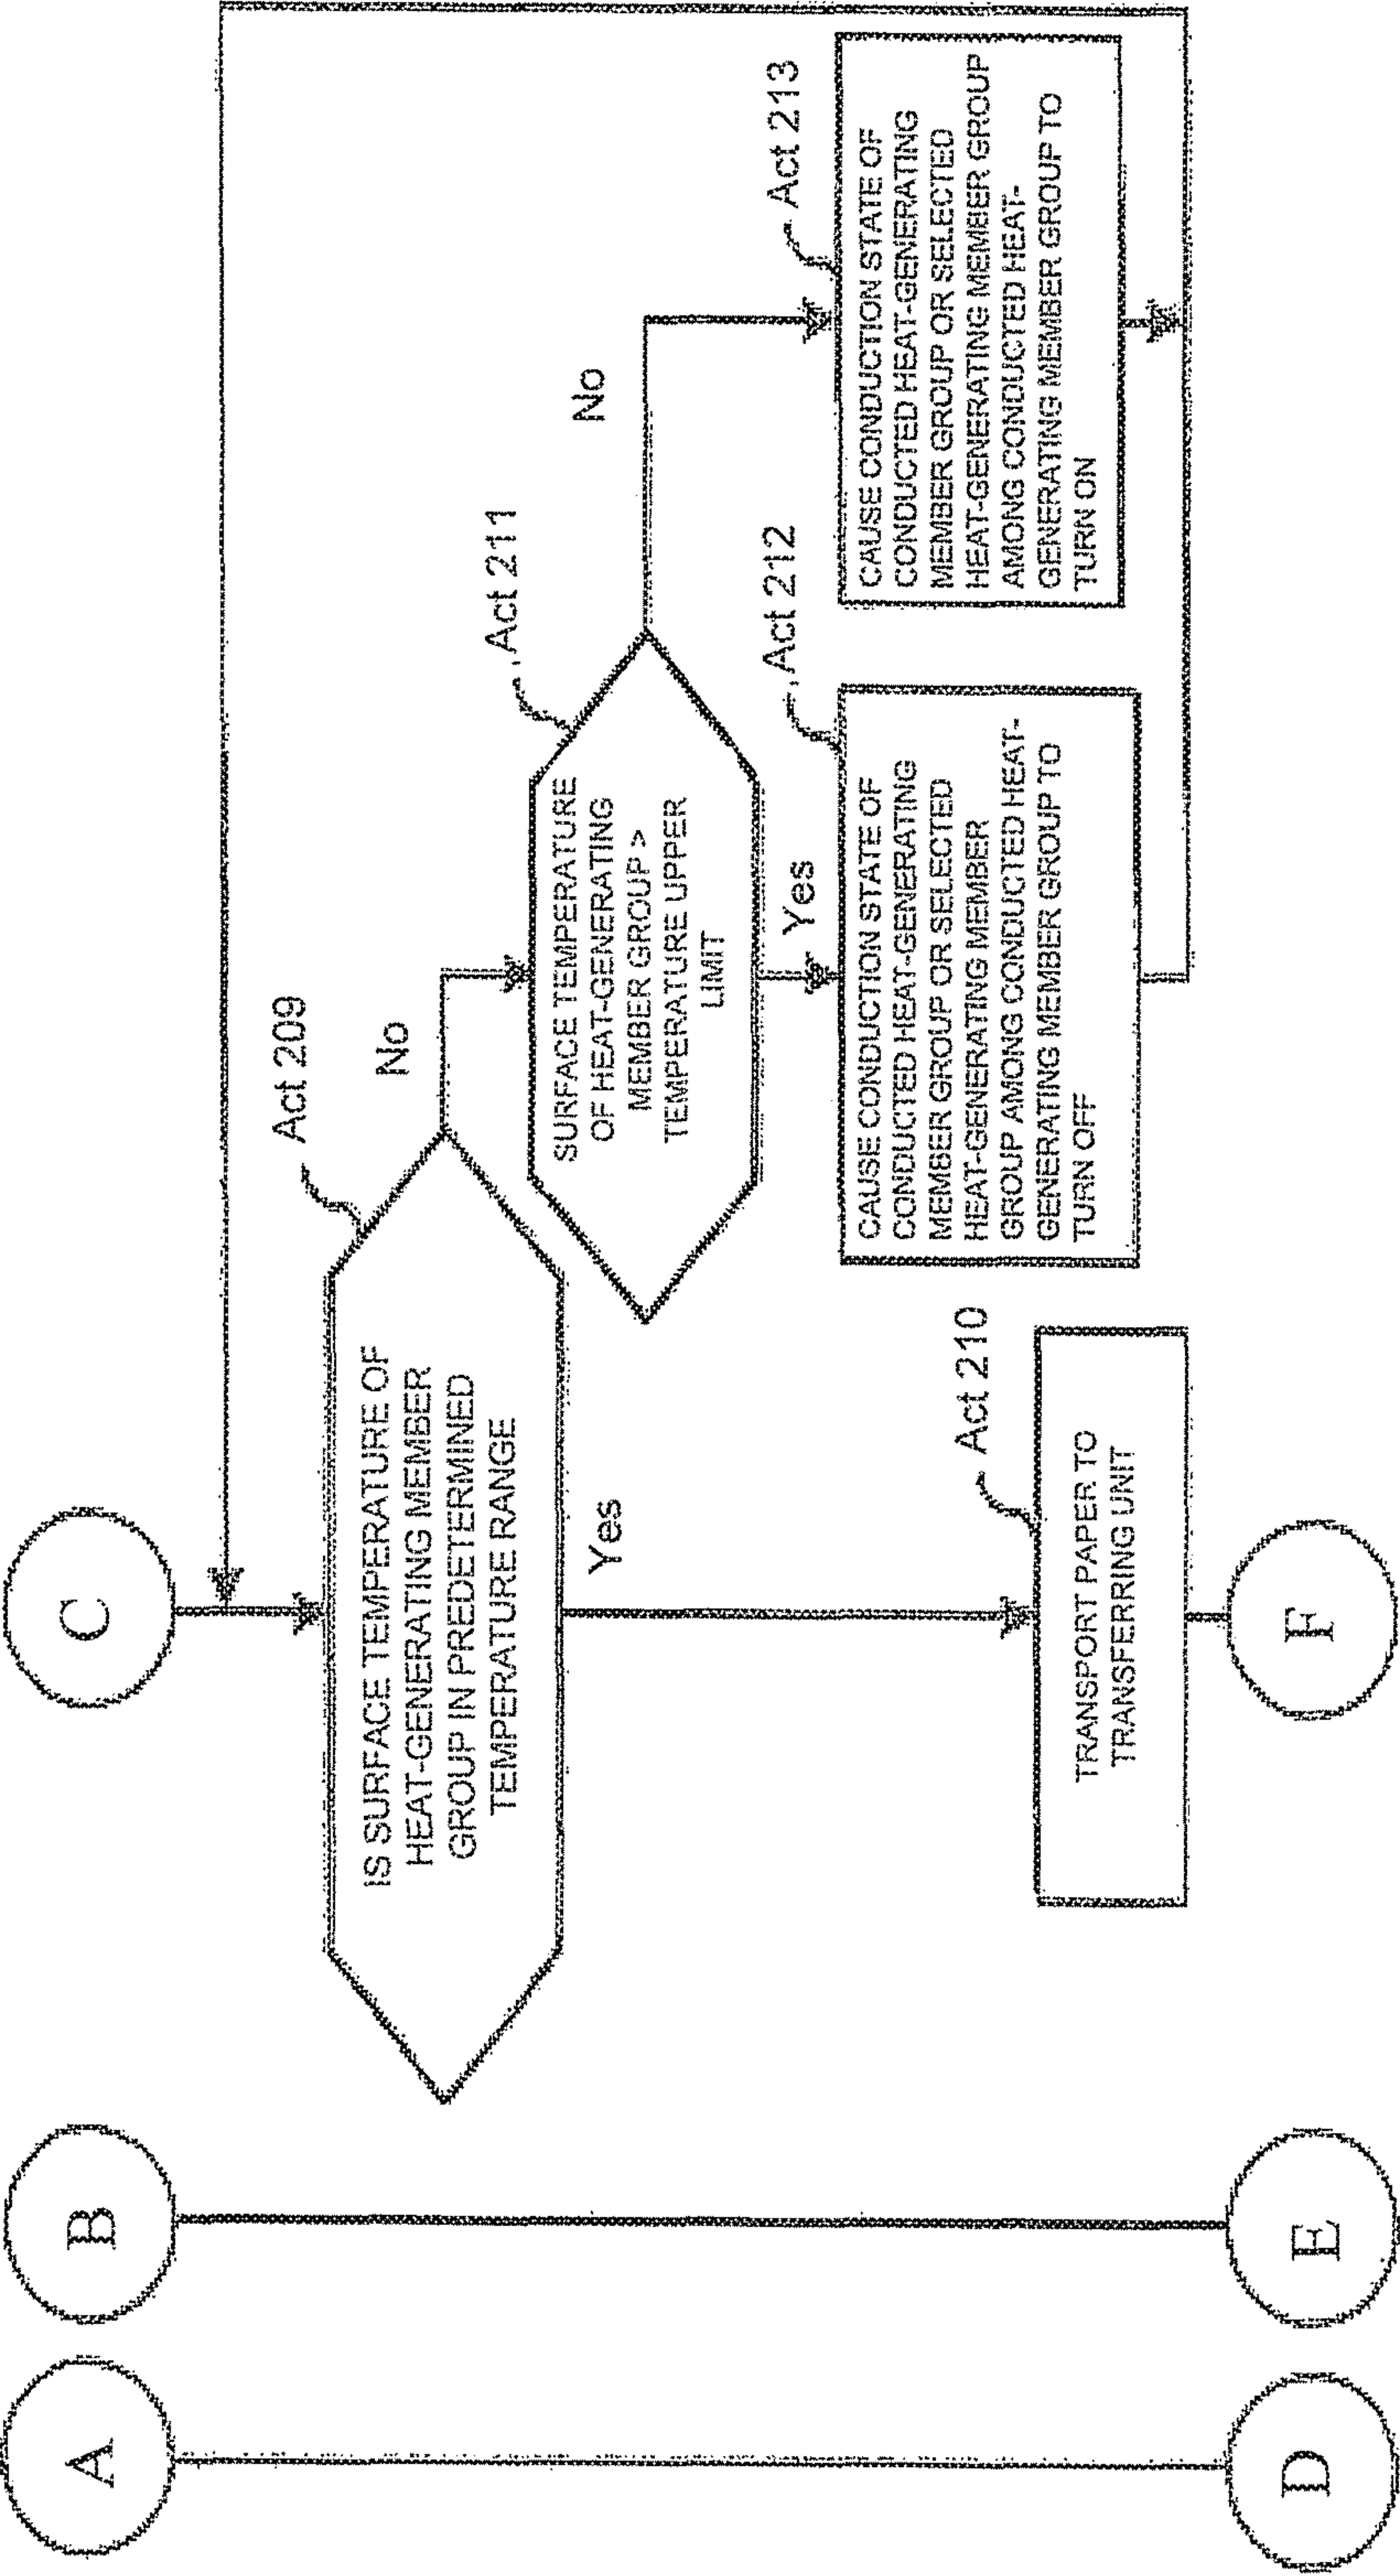 A
B
C
Act 209
IS SURFACE TEMPERATURE OF
HEAT-GENERATING MEMBER
GROUP IN PREDETERMINED
TEMPERATURE RANGE
No
Yes
Act 211
SURFACE TEMPERATURE
OF HEAT-GENERATING
MEMBER GROUP >
TEMPERATURE UPPER
LIMIT
No
Yes
Act 210
TRANSPORT PAPER TO
TRANSFERRING UNIT
Act 212
CAUSE CONDUCTION STATE OF
CONDUCTED HEAT-GENERATING
MEMBER GROUP OR SELECTED
HEAT-GENERATING MEMBER
GROUP AMONG CONDUCTED HEAT-
GENERATING MEMBER GROUP TO
TURN OFF
Act 213
CAUSE CONDUCTION STATE OF
CONDUCTED HEAT-GENERATING
MEMBER GROUP OR SELECTED
HEAT-GENERATING MEMBER GROUP
AMONG CONDUCTED HEAT-
GENERATING MEMBER GROUP TO
TURN ON
D
E
F